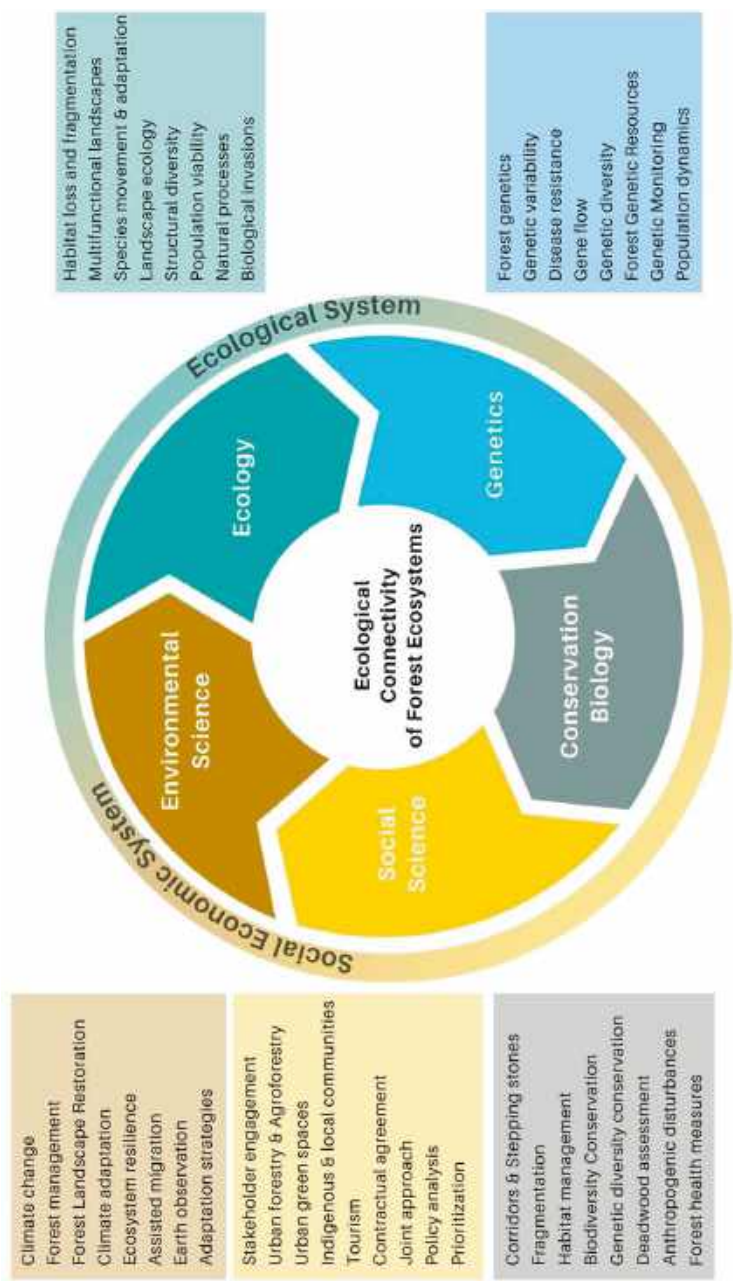 Climate change
Forest management
Forest Landscape Restoration
Climate adaptation
Ecosystem resilience
Assisted migration
Earth observation
Adaptation strategies
Stakeholder engagement
Urban forestry & Agroforestry
Urban green spaces
Indigenous & local communities
Tourism
Contractual agreement
Joint approach
Policy analysis
Prioritization
Corridors & Stepping stones
Fragmentation
Habitat management
Biodiversity Conservation
Genetic diversity conservation
Deadwood assessment
Anthropogenic disturbances
Forest health measures
Social Economic System
Ecological System
Environmental
Science
Ecology
Social
Science
Genetics
Conservation
Biology
Ecological
Connectivity
of Forest Ecosystems
Habitat loss and fragmentation
Multifunctional landscapes
Species movement & adaptation
Landscape ecology
Structural diversity
Population viability
Natural processes
Biological invasions
Forest genetics
Genetic variability
Disease resistance
Gene flow
Genetic diversity
Forest Genetic Resources
Genetic Monitoring
Population dynamics